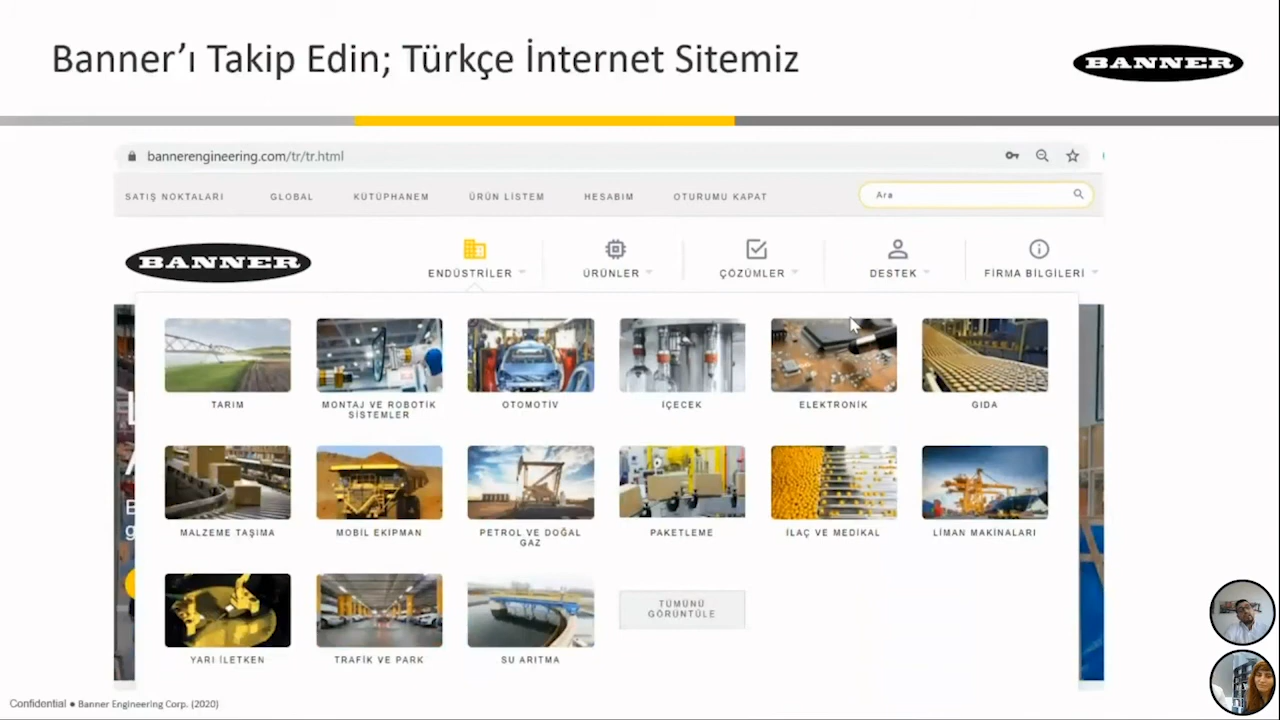 Banner’ı Takip Edin; Türkçe İnternet Sitemiz
BANNER
bannerengineering.com/tr/tr.html
SATIŞ NOKTALARI
GLOBAL
KÜTÜPHANEM
ÜRÜN LİSTEM
HESABIM
OTURUMU KAPAT
Ara
BANNER
ENDÜSTRİLER
ÜRÜNLER
ÇÖZÜMLER
DESTEK
FİRMA BİLGİLERİ
TARIM
MONTAJ VE ROBOTİK
SİSTEMLER
OTOMOTİV
İÇECEK
ELEKTRONİK
GIDA
MALZEME TAŞIMA
MOBİL EKİPMAN
PETROL VE DOĞAL
GAZ
PAKETLEME
İLAÇ VE MEDİKAL
LİMAN MAKİNALARI
YARI İLETKEN
TRAFİK VE PARK
SU ARITMA
TÜMÜNÜ
GÖRÜNTÜLE
Confidential ● Banner Engineering Corp. (2020)